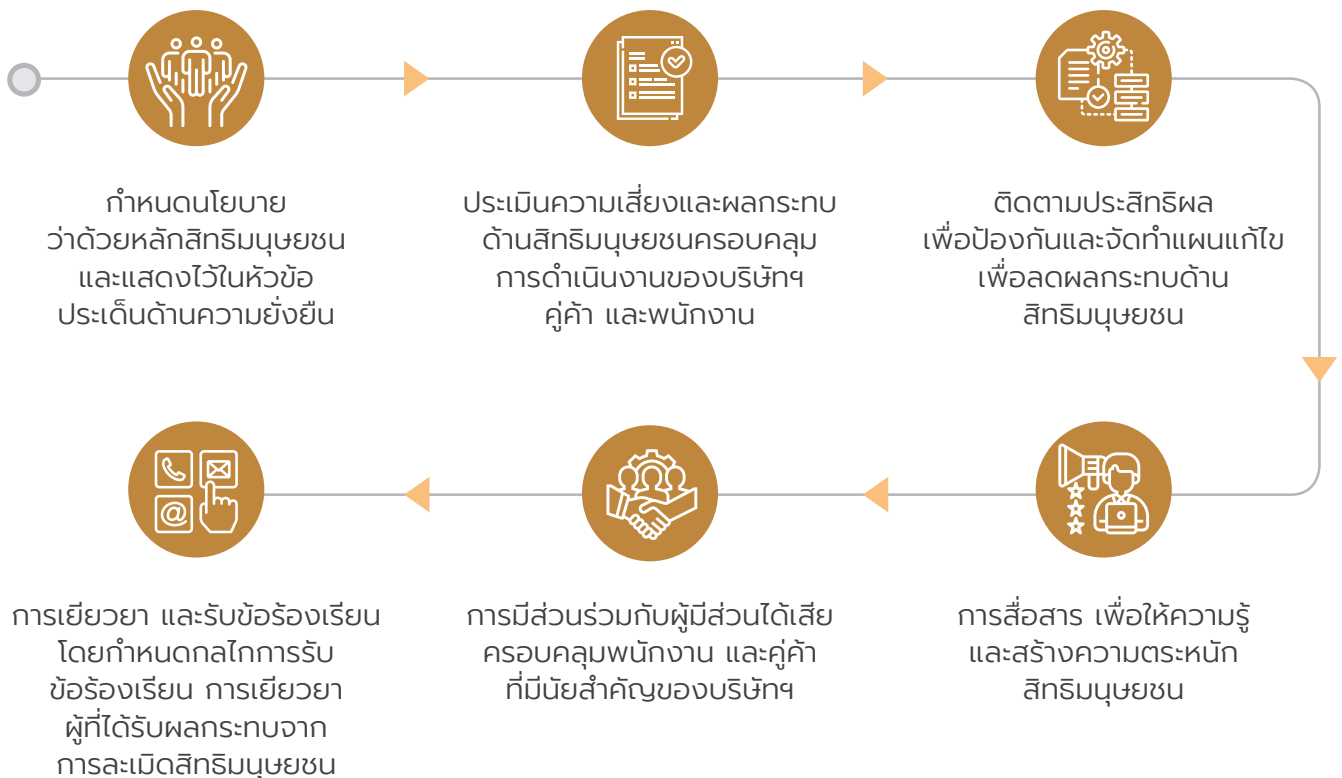 กำหนดนโยบาย
ว่าด้วยหลักสิทธิมนุษยชน
และแสดงไว้ในหัวข้อ
ประเด็นด้านความยั่งยืน
ประเมินความเสี่ยงและผลกระทบ
ด้านสิทธิมนุษยชนครอบคลุม
การดำเนินงานของบริษัทฯ
คู่ค้า และพนักงาน
ติดตามประสิทธิผล
เพื่อป้องกันและจัดทำแผนแก้ไข
เพื่อลดผลกระทบด้าน
สิทธิมนุษยชน
การสื่อสาร เพื่อให้ความรู้
และสร้างความตระหนัก
สิทธิมนุษยชน
การมีส่วนร่วมกับผู้มีส่วนได้เสีย
ครอบคลุมพนักงาน และคู่ค้า
ที่มีนัยสำคัญของบริษัทฯ
การเยียวยา และรับข้อร้องเรียน
โดยกำหนดกลไกการรับ
ข้อร้องเรียน การเยียวยา
ผู้ที่ได้รับผลกระทบจาก
การละเมิดสิทธิมนุษยชน